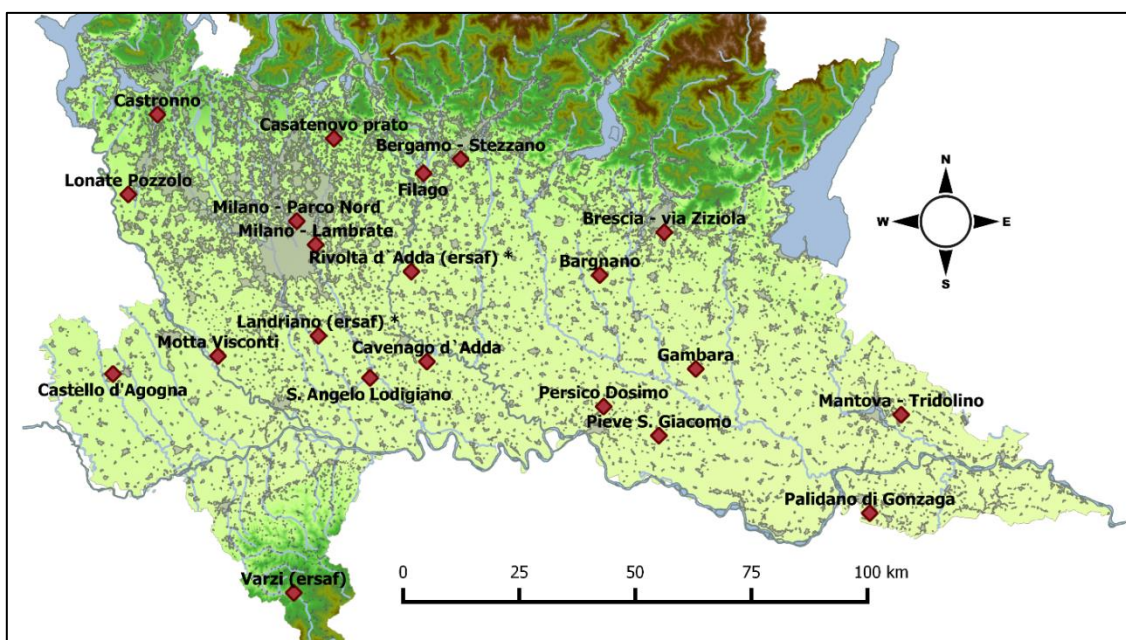 Castronno
Casatenovo prato
Bergamo - Stezzano
Filago
Lonate Pozzolo
Milano - Parco Nord
Milano - Lambrate
Brescia - via Ziziola
Rivolta d`Adda (ersaf) *
Bargnano
N
W
E
S
Landriano (ersaf) *
Motta Visconti
Cavenago d`Adda
Gambara
Castello d'Agogna
S. Angelo Lodigiano
Persico Dosimo
Mantova - Tridolino
Pieve S. Giacomo
Palidano di Gonzaga
Varzi (ersaf)
0 25 50 75 100 km